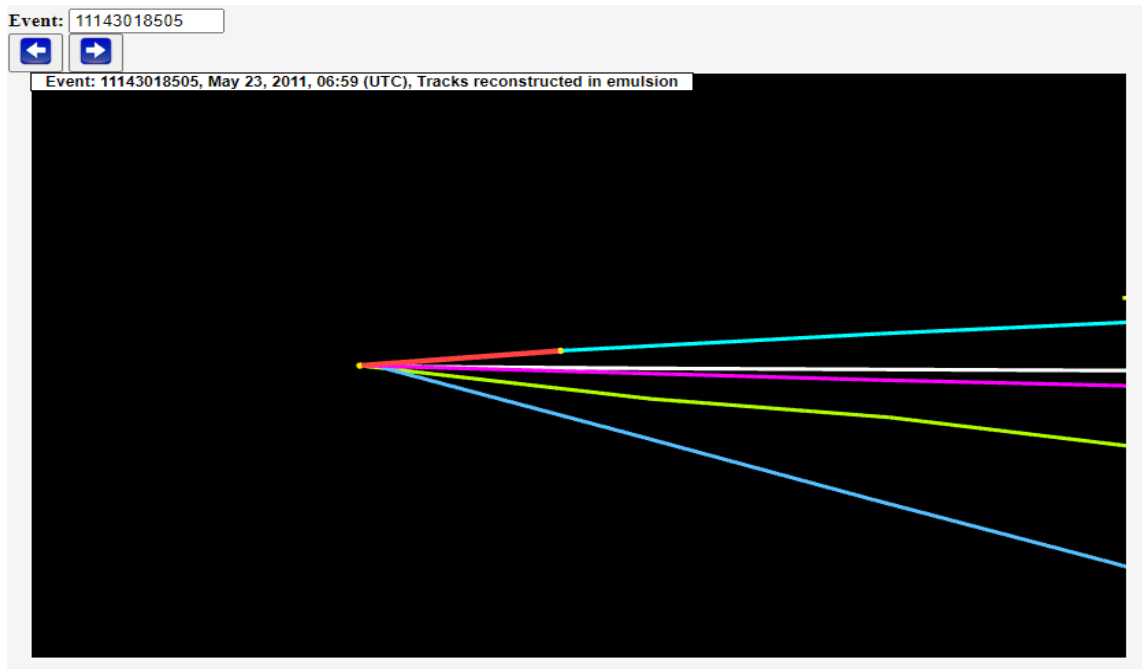 Event: 11143018505
Event: 11143018505, May 23, 2011, 06:59 (UTC), Tracks reconstructed in emulsion